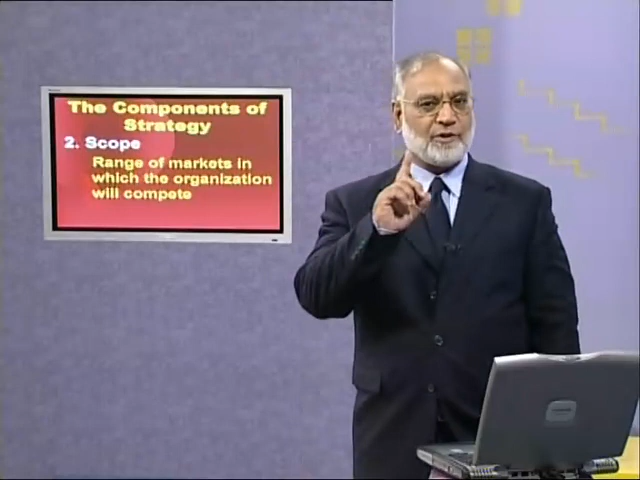 The Components of
Strategy
2. Scope
Range of markets in
which the organization
will compete